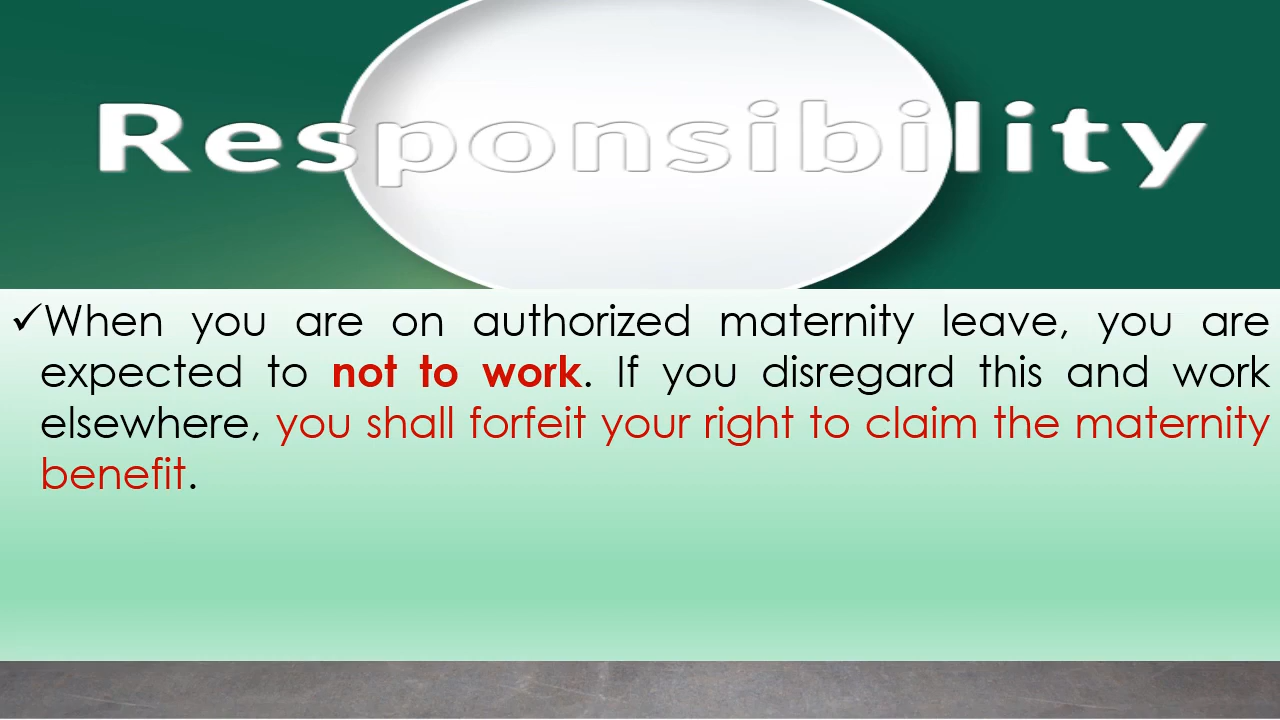 Responsibility
✓When you are on authorized maternity leave, you are
expected to not to work. If you disregard this and work
elsewhere, you shall forfeit your right to claim the maternity
benefit.